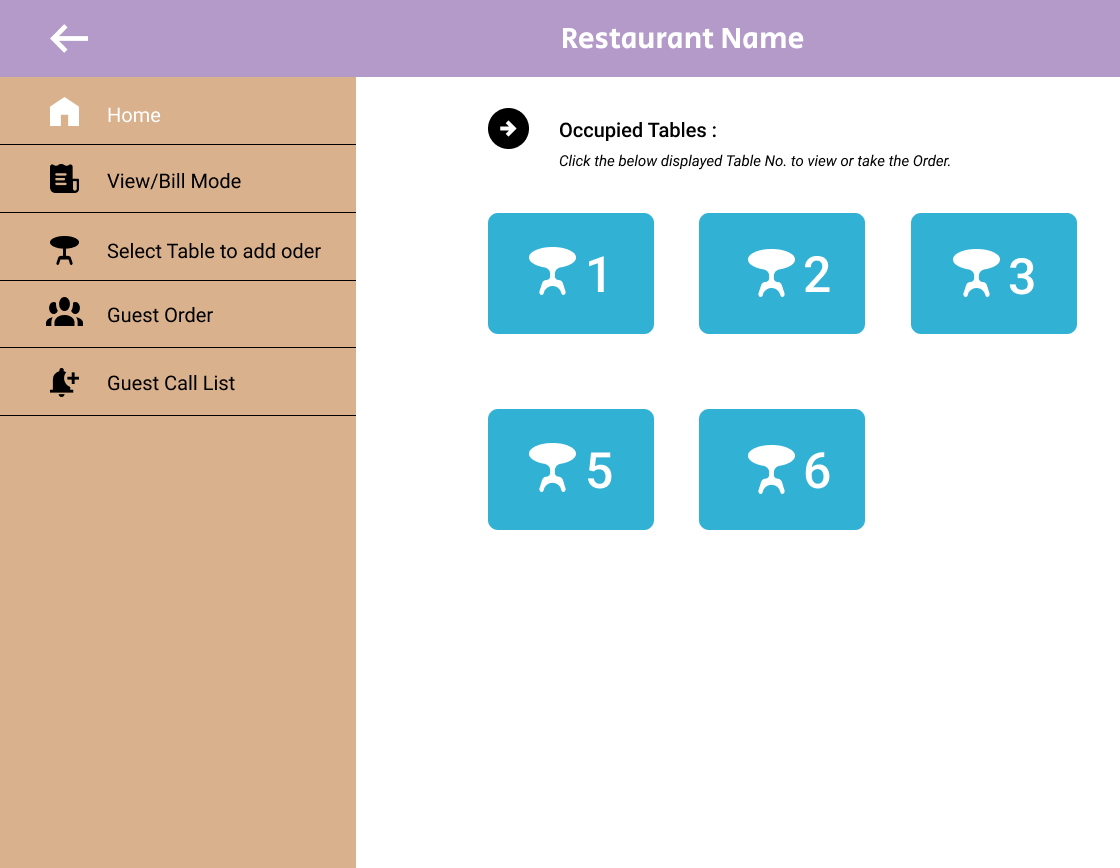 Restaurant Name
Home
View/Bill Mode
Select Table to add oder
Guest Order
Guest Call List
Occupied Tables :
Click the below displayed Table No. to view or take the Order.
1
2
3
5
6